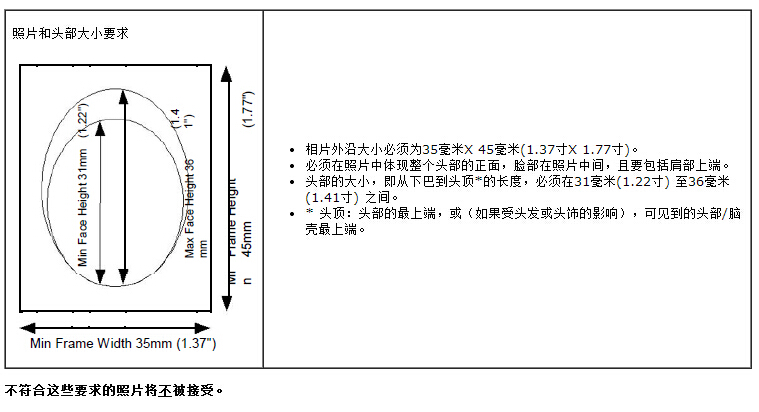 照片和头部大小要求
(1.77")
(1.4
1")
(1.22")
Min Face Height 31mm
Max Face Height 36
mm
Frame Height
45mm
n
Min Frame Width 35mm (1.37")
• 相片外沿大小必须为35毫米X 45毫米(1.37寸X 1.77寸)。
• 必须在照片中体现整个头部的正面，脸部在照片中间，且要包括肩部上端。
• 头部的大小，即从下巴到头顶*的长度，必须在31毫米(1.22寸) 至36毫米
(1.41寸) 之间。
• * 头顶：头部的最上端，或（如果受头发或头饰的影响），可见到的头部/脑
壳最上端。
不符合这些要求的照片将不被接受。